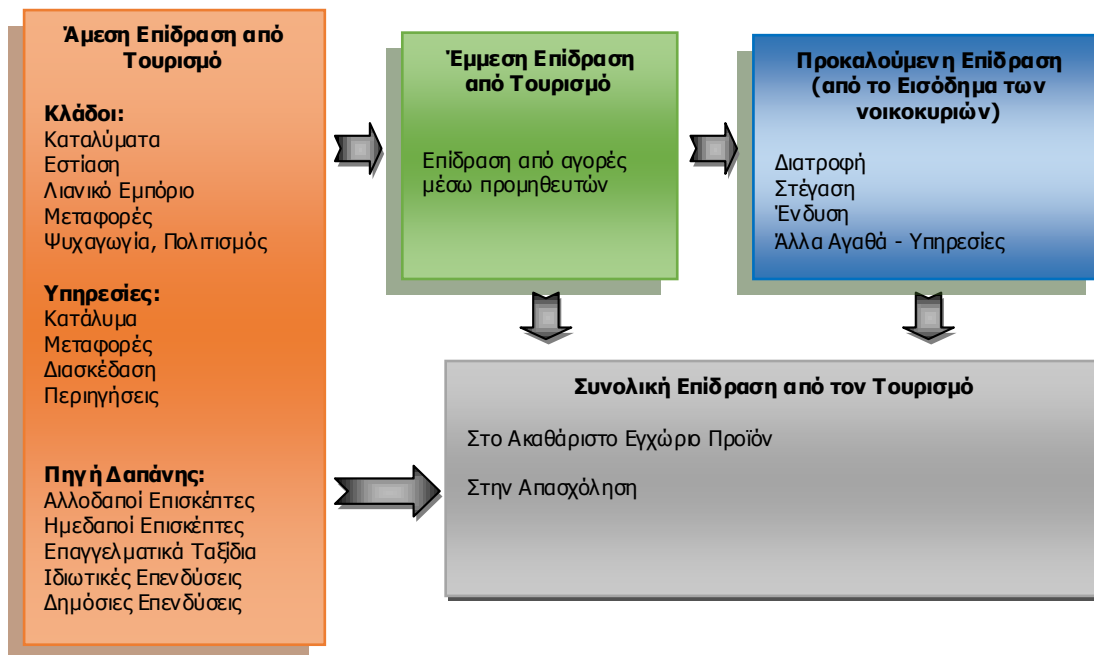 Άμεση Επίδραση από
Τουρισμό
Κλάδοι:
Καταλύματα
Εστίαση
Λιανικό Εμπόριο
Μεταφορές
Ψυχαγωγία, Πολιτισμός
Υπηρεσίες:
Κατάλυμα
Μεταφορές
Διασκέδαση
Περιηγήσεις
Πηγή Δαπάνης:
Αλλοδαποί Επισκέπτες
Ημεδαποί Επισκέπτες
Επαγγελματικά Ταξίδια
Ιδιωτικές Επενδύσεις
Δημόσιες Επενδύσεις
Έμμεση Επίδραση
από Τουρισμό
Επίδραση από αγορές
μέσω προμηθευτών
Προκαλούμενη Επίδραση
(από το Εισόδημα των
νοικοκυριών)
Διατροφή
Στέγαση
Ένδυση
Άλλα Αγαθά - Υπηρεσίες
Συνολική Επίδραση από τον Τουρισμό
Στο Ακαθάριστο Εγχώριο Προϊόν
Στην Απασχόληση